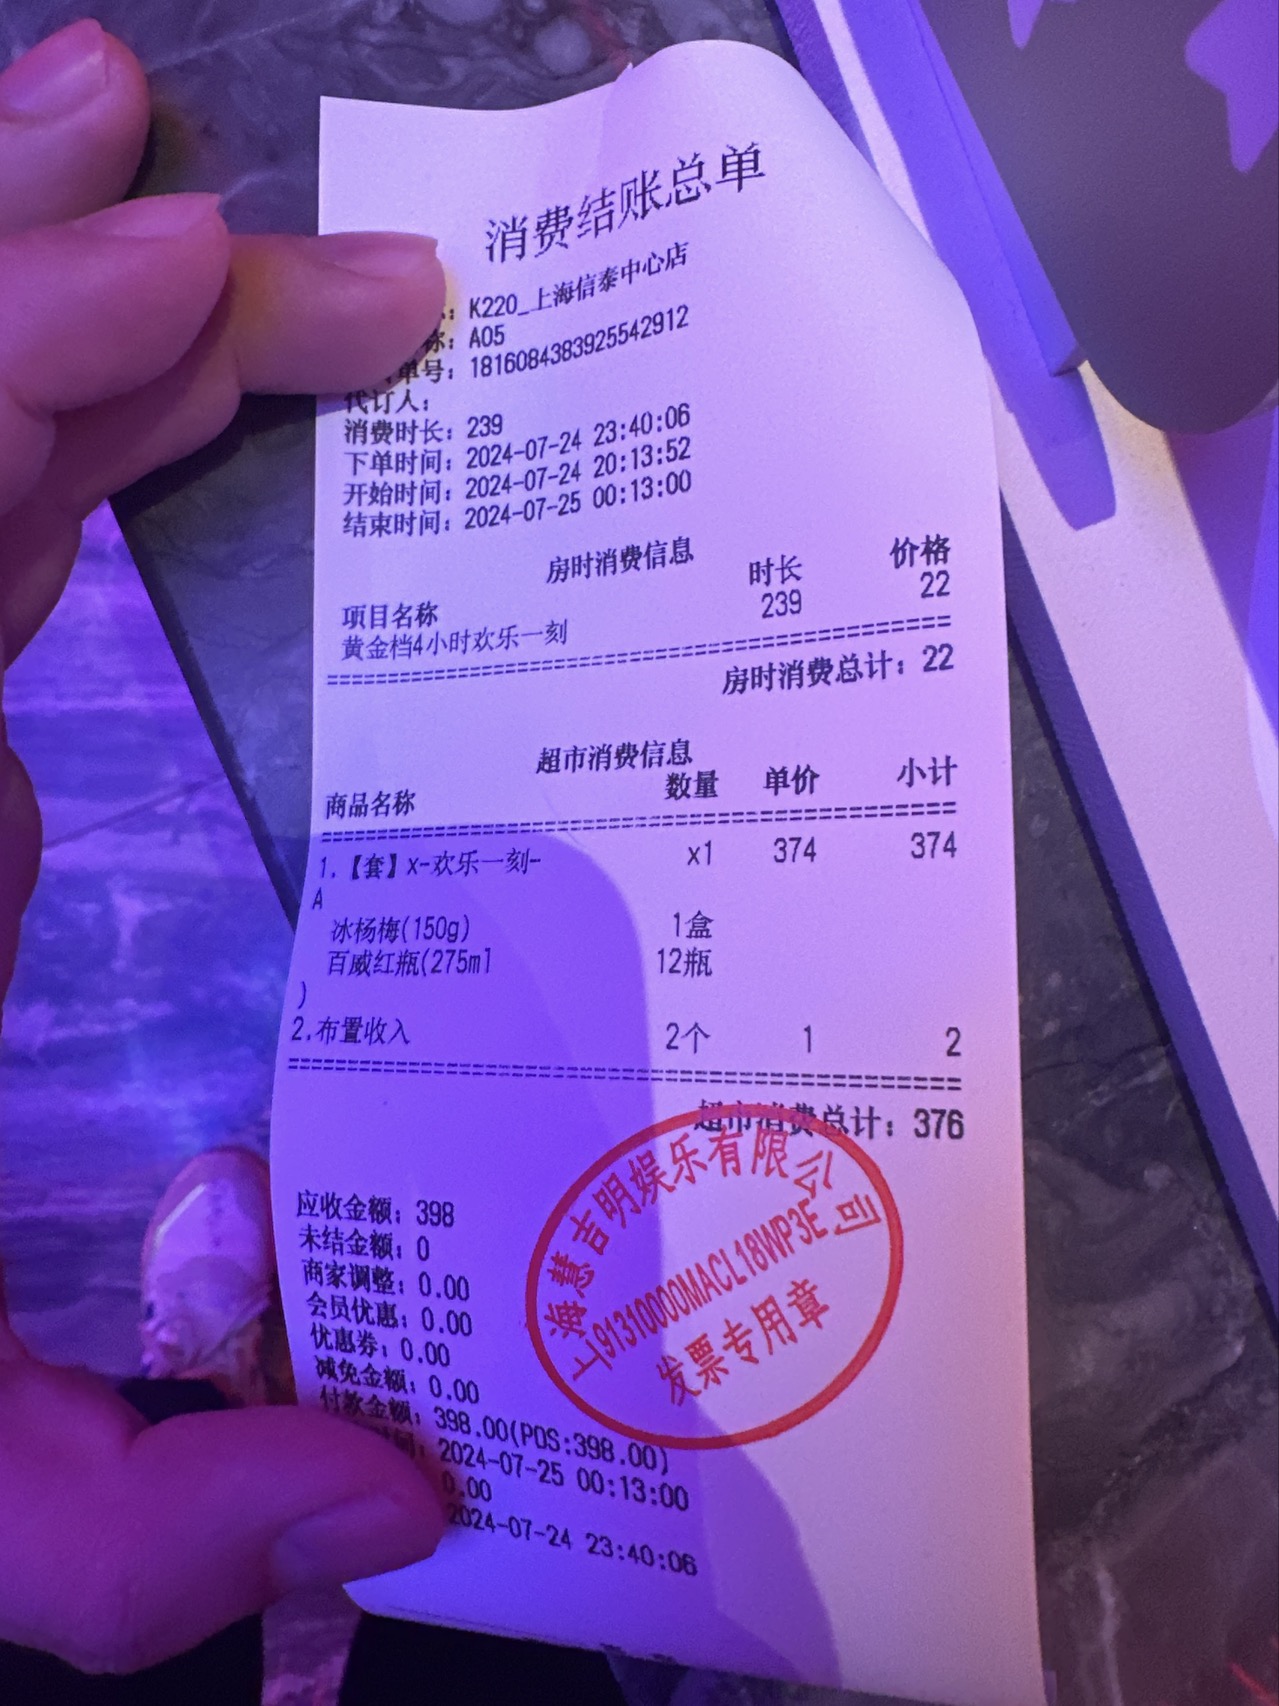 消费结账总单
K220_上海信泰中心店
称: A05
单号: 1816084383925542912
代订人:
消费时长: 239
下单时间: 2024-07-24 23:40:06
开始时间: 2024-07-24 20:13:52
结束时间: 2024-07-25 00:13:00
房时消费信息
项目名称 时长 价格
黄金档4小时欢乐一刻 239 22
房时消费总计: 22
超市消费信息
商品名称 数量 单价 小计
1.【套】x-欢乐一刻- x1 374 374
A
冰杨梅(150g) 1盒
百威红瓶(275ml 12瓶
)
2.布置收入 2个 1 2
超市消费总计: 376
应收金额: 398
未结金额: 0
商家调整: 0.00
会员优惠: 0.00
优惠券: 0.00
减免金额: 0.00
付款金额: 398.00(POS:398.00)
时间: 2024-07-25 00:13:00
0.00
2024-07-24 23:40:06
上海慧吉明娱乐有限公司
91310000MACL18WP3E
发票专用章